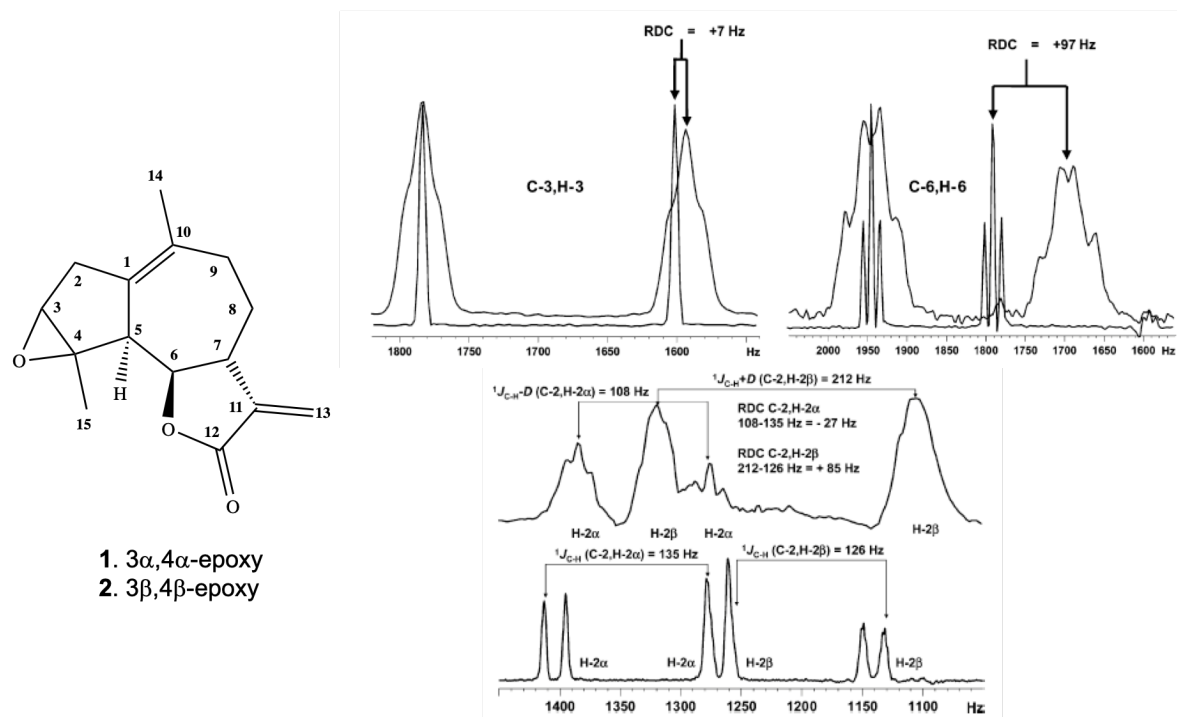 14
10
1
2
9
3
8
4
5
7
6
O
H
11
13
15
O
12
O
1. 3α,4α-epoxy
2. 3β,4β-epoxy
RDC = +7 Hz
C-3,H-3
1800 1700 1600 Hz
RDC = +97 Hz
C-6,H-6
2000 1950 1900 1850 1800 1750 1700 1650 1600 Hz
¹J_C-H-D (C-2,H-2α) = 108 Hz
¹J_C-H+D (C-2,H-2β) = 212 Hz
RDC C-2,H-2α
108-135 Hz = - 27 Hz
RDC C-2,H-2β
212-126 Hz = + 85 Hz
H-2α H-2β H-2α H-2β
¹J_C-H (C-2,H-2α) = 135 Hz
¹J_C-H (C-2,H-2β) = 126 Hz
H-2α H-2α H-2β H-2β
1400 1350 1300 1250 1200 1150 1100 Hz